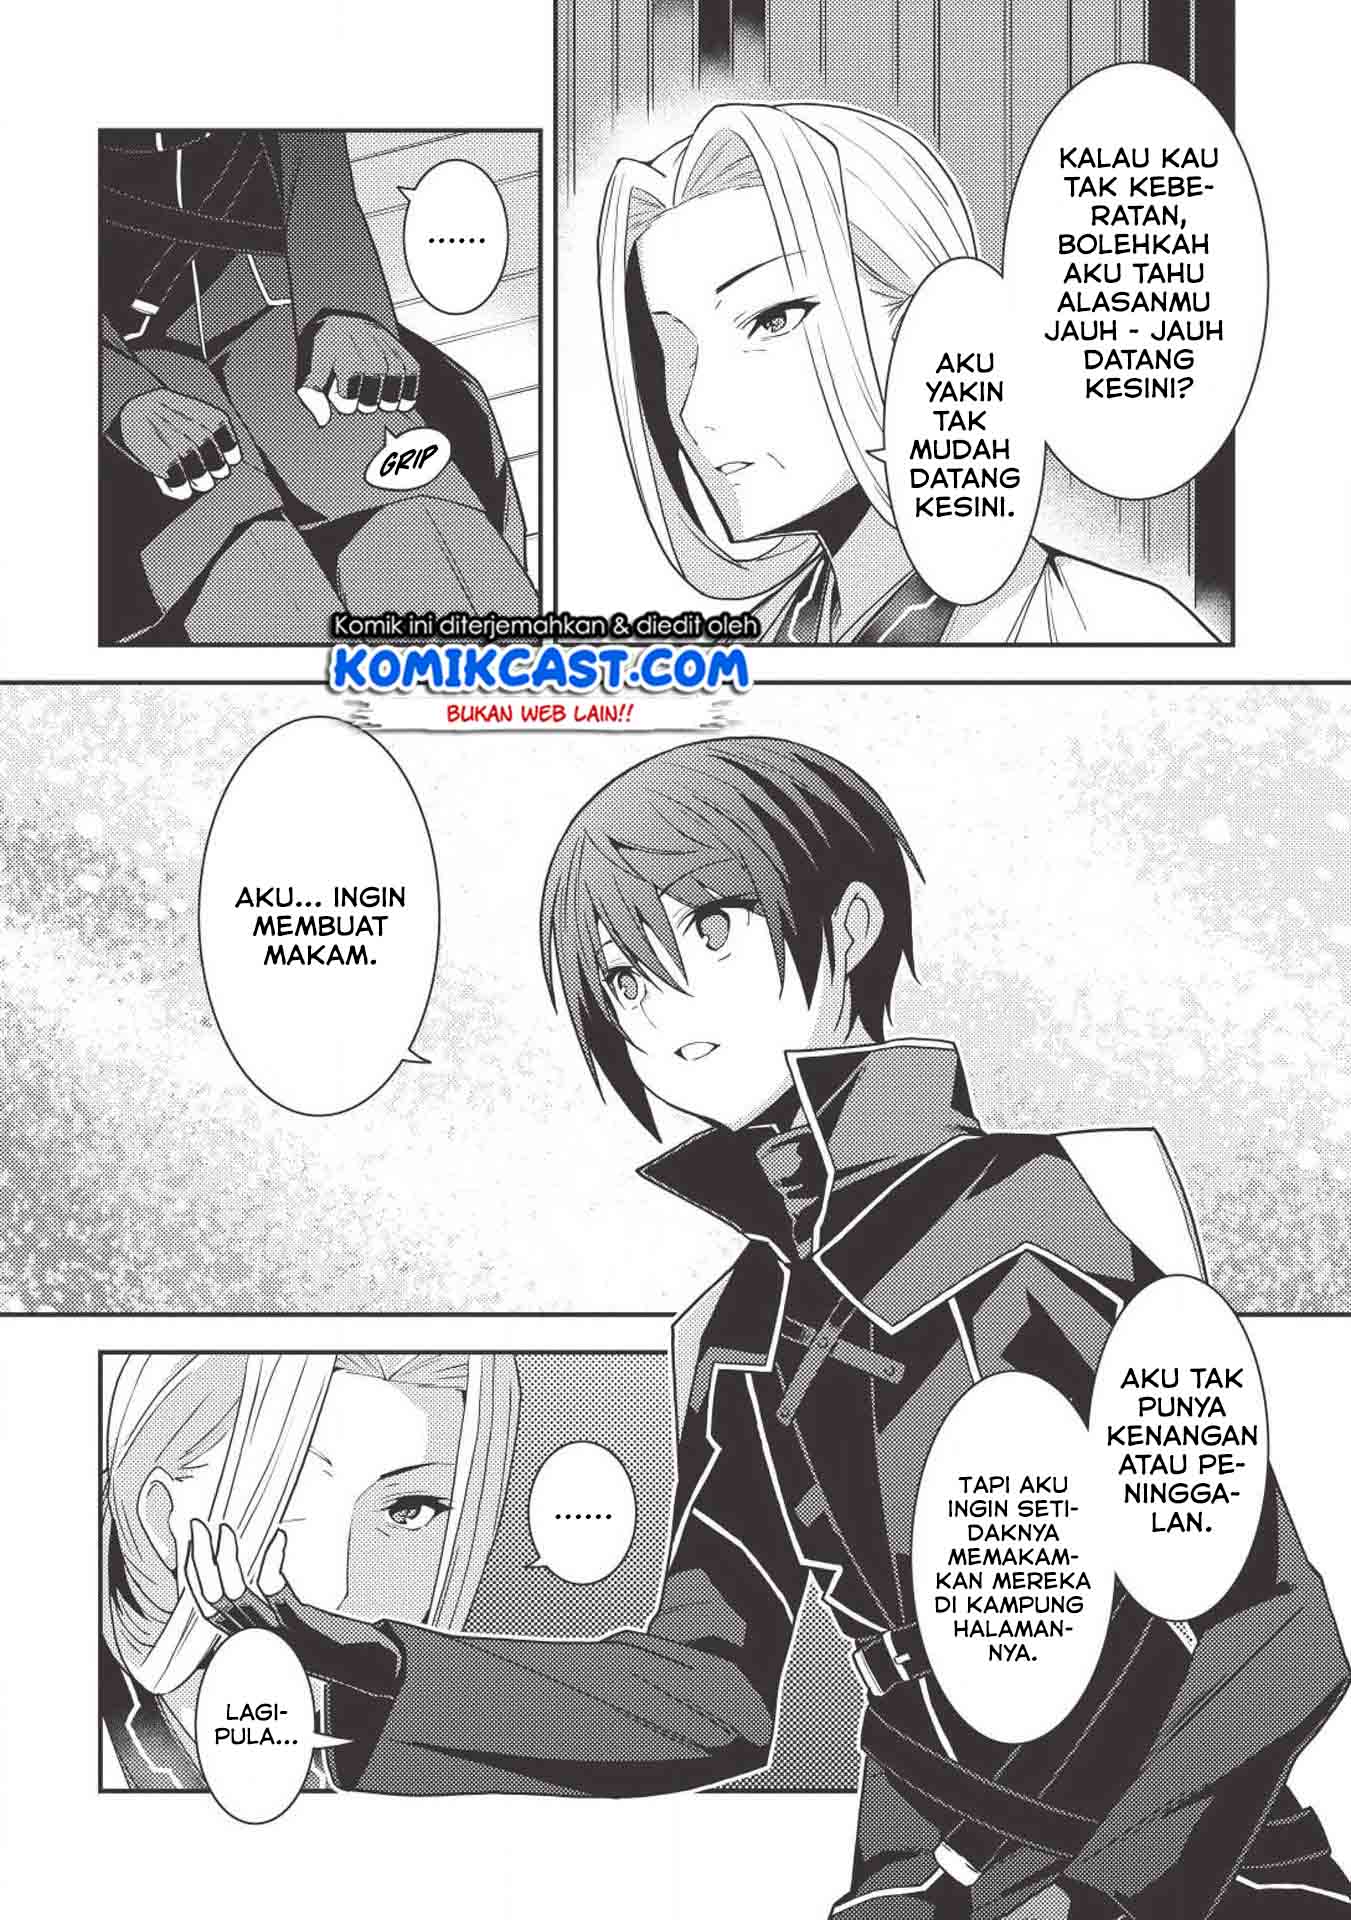 KALAU KAU
TAK KEBE-
RATAN,
BOLEHKAH
AKU TAHU
ALASANMU
JAUH - JAUH
DATANG
KESINI?
AKU
YAKIN
TAK
MUDAH
DATANG
KESINI.
......
GRIP
Komik ini diterjemahkan & diedit oleh
KOMIKCAST.COM
BUKAN WEB LAIN!!
AKU... INGIN
MEMBUAT
MAKAM.
AKU TAK
PUNYA
KENANGAN
ATAU PE-
NINGGA-
LAN.
TAPI AKU
INGIN SETI-
DAKNYA
MEMAKAM-
KAN MEREKA
DI KAMPUNG
HALAMAN-
NYA.
......
LAGI-
PULA...